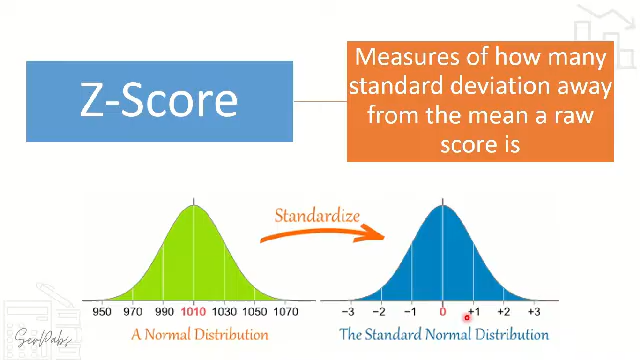 Z-Score
Measures of how many
standard deviation away
from the mean a raw
score is
Standardize
950 970 990 1010 1030 1050 1070
-3 -2 -1 0 +1 +2 +3
A Normal Distribution
The Standard Normal Distribution
SerPabs